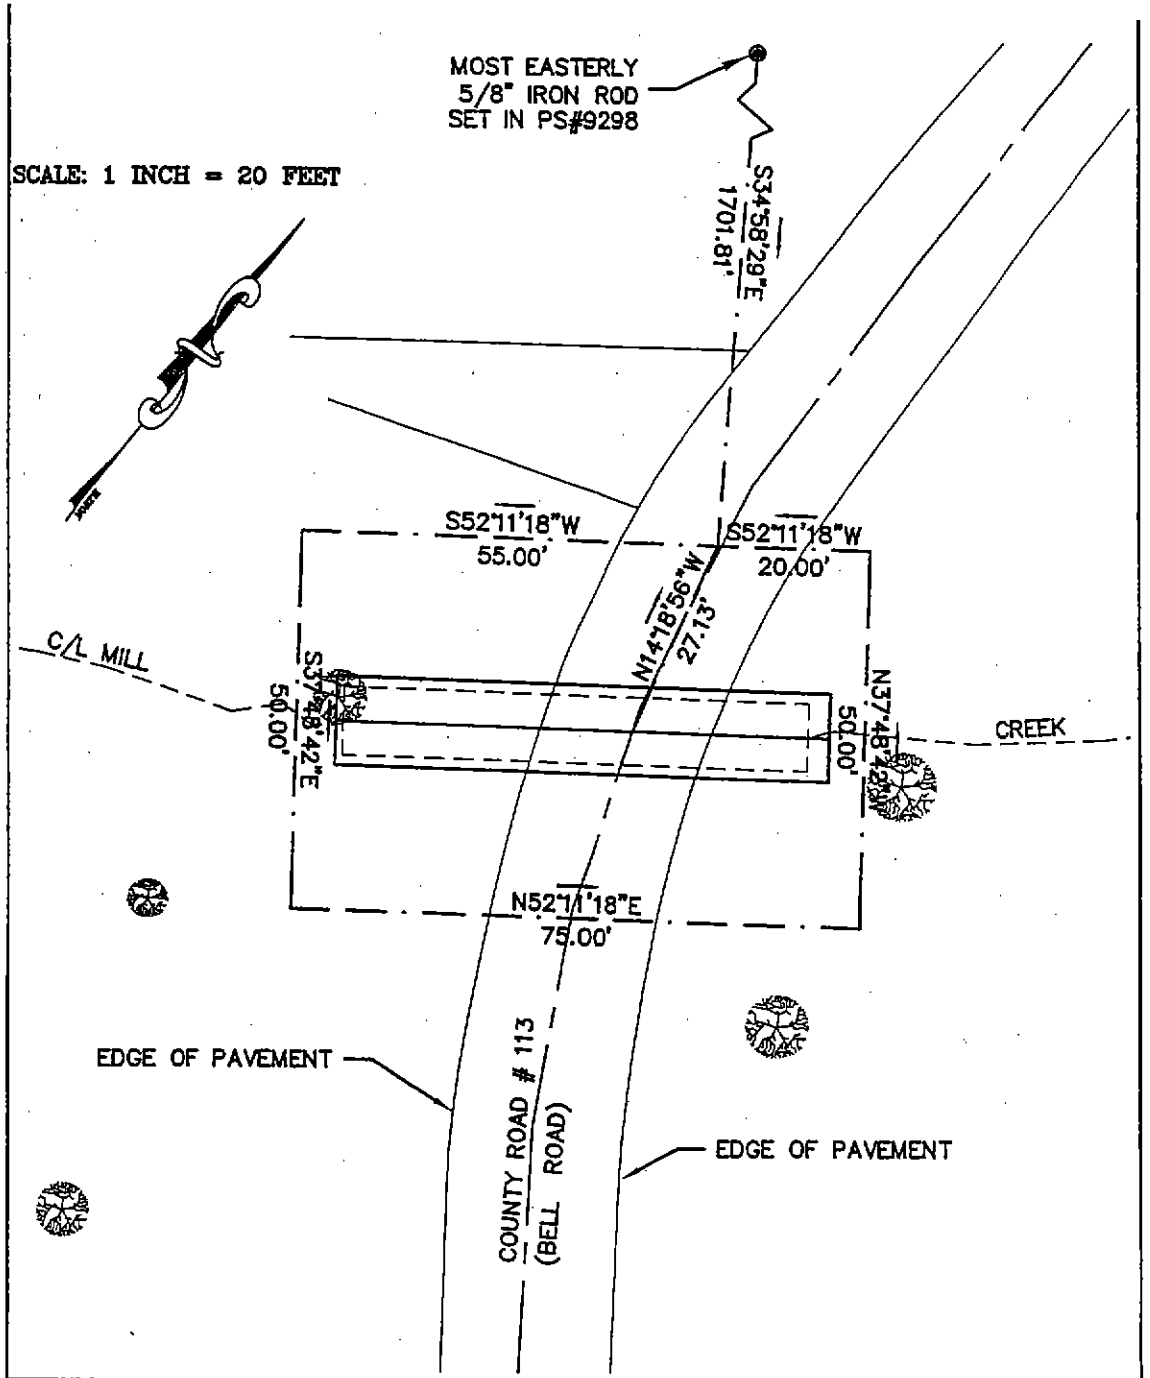 MOST EASTERLY
5/8" IRON ROD
SET IN PS#9298
SCALE: 1 INCH = 20 FEET
S34°58'29"E
1701.81'
NORTH
S52°11'18"W
55.00'
S52°11'18"W
20.00'
N14°18'56"W
27.13'
C/L MILL
S37°48'42"E
50.00'
N37°48'42"W
50.00'
CREEK
N52°11'18"E
75.00'
EDGE OF PAVEMENT
COUNTY ROAD # 113
(BELL ROAD)
EDGE OF PAVEMENT